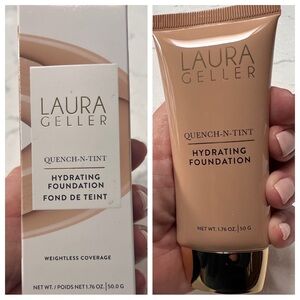 LAURA
GELLER
QUENCH-N-TINT
HYDRATING
FOUNDATION
FOND DE TEINT
WEIGHTLESS COVERAGE
NET WT. / POIDS NET 1.76 OZ. | 50.0 G
LAURA
GELLER
QUENCH-N-TINT
HYDRATING
FOUNDATION
NET WT. 1.76 OZ. | 50 G